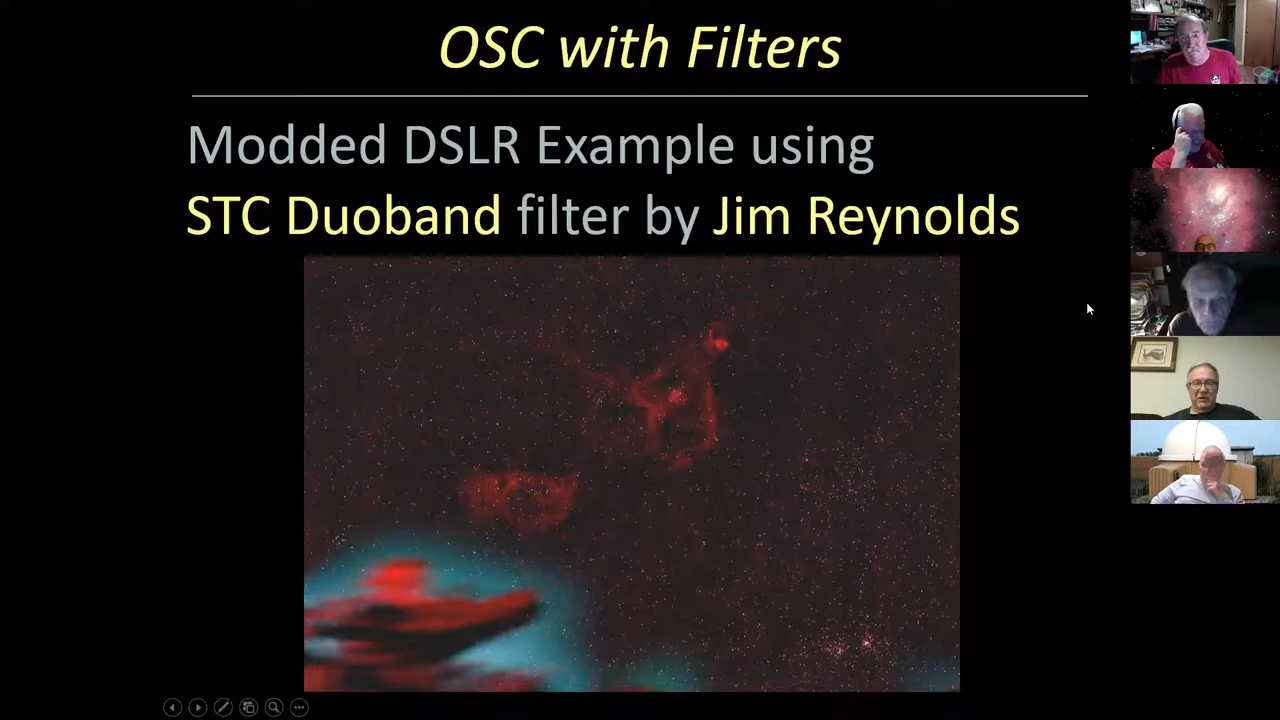 OSC with Filters
Modded DSLR Example using
STC Duoband filter by Jim Reynolds